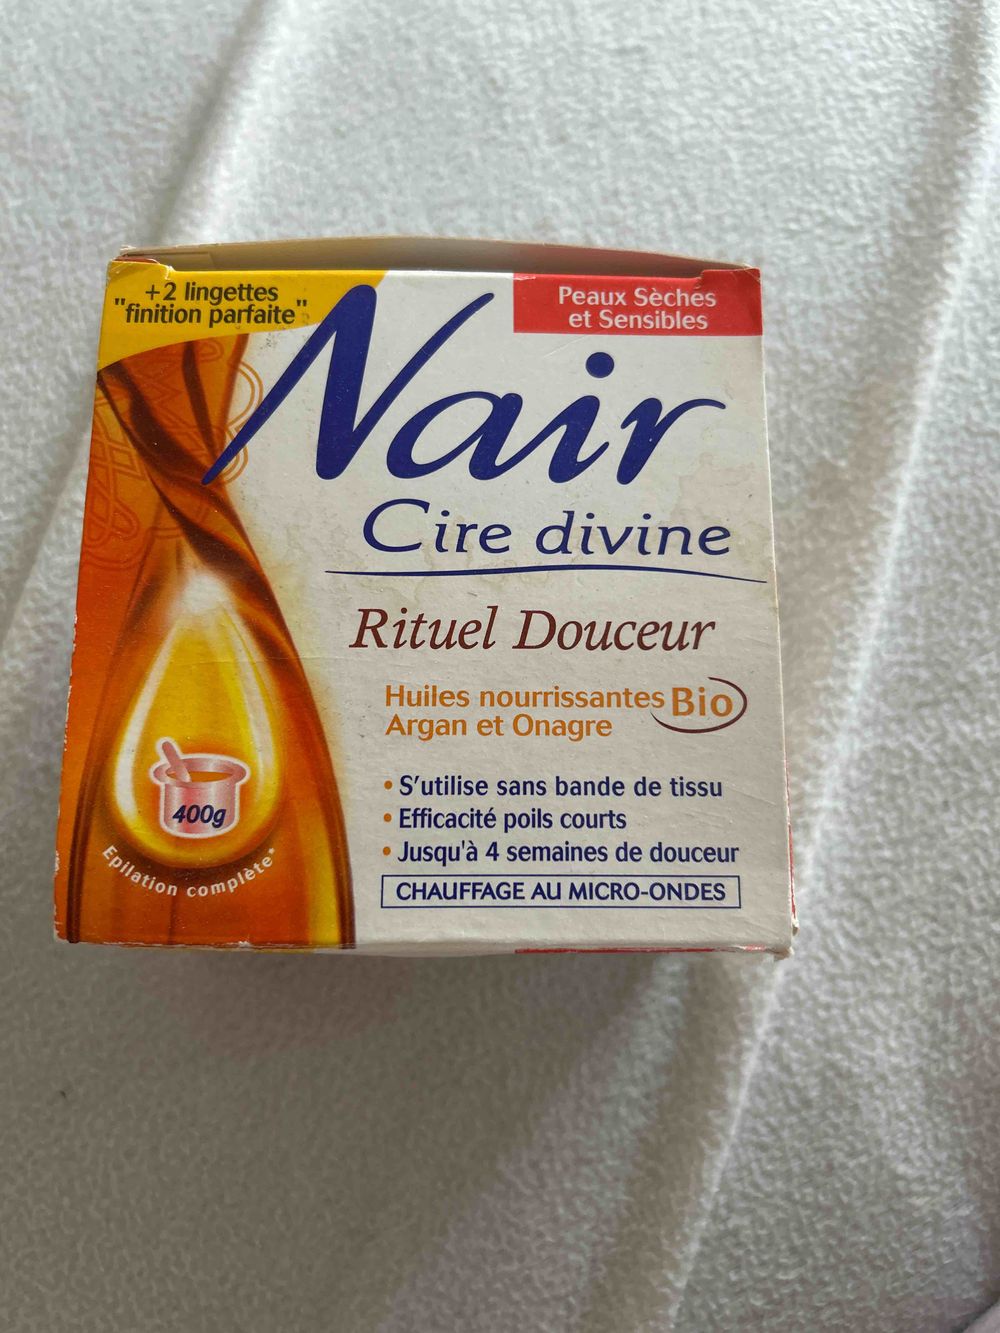 +2 lingettes
"finition parfaite"
Peaux Sèches
et Sensibles
Nair
Cire divine
Rituel Douceur
Huiles nourrissantes Bio
Argan et Onagre
• S'utilise sans bande de tissu
• Efficacité poils courts
• Jusqu'à 4 semaines de douceur
CHAUFFAGE AU MICRO-ONDES
400g
Epilation complète*